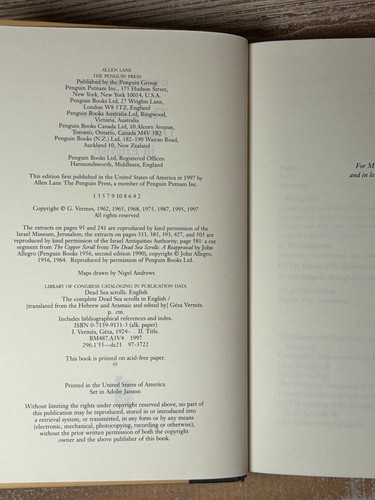 ALLEN LANE
THE PENGUIN PRESS
Published by the Penguin Group
Penguin Putnam Inc., 375 Hudson Street,
New York, New York 10014, U.S.A.
Penguin Books Ltd, 27 Wrights Lane,
London W8 5TZ, England
Penguin Books Australia Ltd, Ringwood,
Victoria, Australia
Penguin Books Canada Ltd, 10 Alcorn Avenue,
Toronto, Ontario, Canada M4V 3B2
Penguin Books (N.Z.) Ltd, 182–190 Wairau Road,
Auckland 10, New Zealand
Penguin Books Ltd, Registered Offices:
Harmondsworth, Middlesex, England
This edition first published in the United States of America in 1997 by
Allen Lane The Penguin Press, a member of Penguin Putnam Inc.
1 3 5 7 9 10 8 6 4 2
Copyright © G. Vermes, 1962, 1965, 1968, 1975, 1987, 1995, 1997
All rights reserved
The extracts on pages 95 and 241 are reproduced by kind permission of the
Israel Museum, Jerusalem; the extracts on pages 333, 385, 393, 427, and 505 are
reproduced by kind permission of the Israel Antiquities Authority; page 581: a cut
segment from The Copper Scroll from The Dead Sea Scrolls: A Reappraisal by John
Allegro (Penguin Books 1956, second edition 1990), copyright © John Allegro,
1956, 1964. Reproduced by permission of Penguin Books Ltd.
Maps drawn by Nigel Andrews
LIBRARY OF CONGRESS CATALOGING IN PUBLICATION DATA
Dead Sea scrolls. English
The complete Dead Sea scrolls in English /
[translated from the Hebrew and Aramaic and edited by] Géza Vermès.
p. cm.
Includes bibliographical references and index.
ISBN 0-7139-9131-3 (alk. paper)
I. Vermès, Géza, 1924– . II. Title.
BM487.A3V4 1997
296.1'55—dc21 97-3722
This book is printed on acid-free paper.
∞
Printed in the United States of America
Set in Adobe Janson
Without limiting the rights under copyright reserved above, no part of
this publication may be reproduced, stored in or introduced into
a retrieval system, or transmitted, in any form or by any means
(electronic, mechanical, photocopying, recording or otherwise),
without the prior written permission of both the copyright
owner and the above publisher of this book.
For M
and in